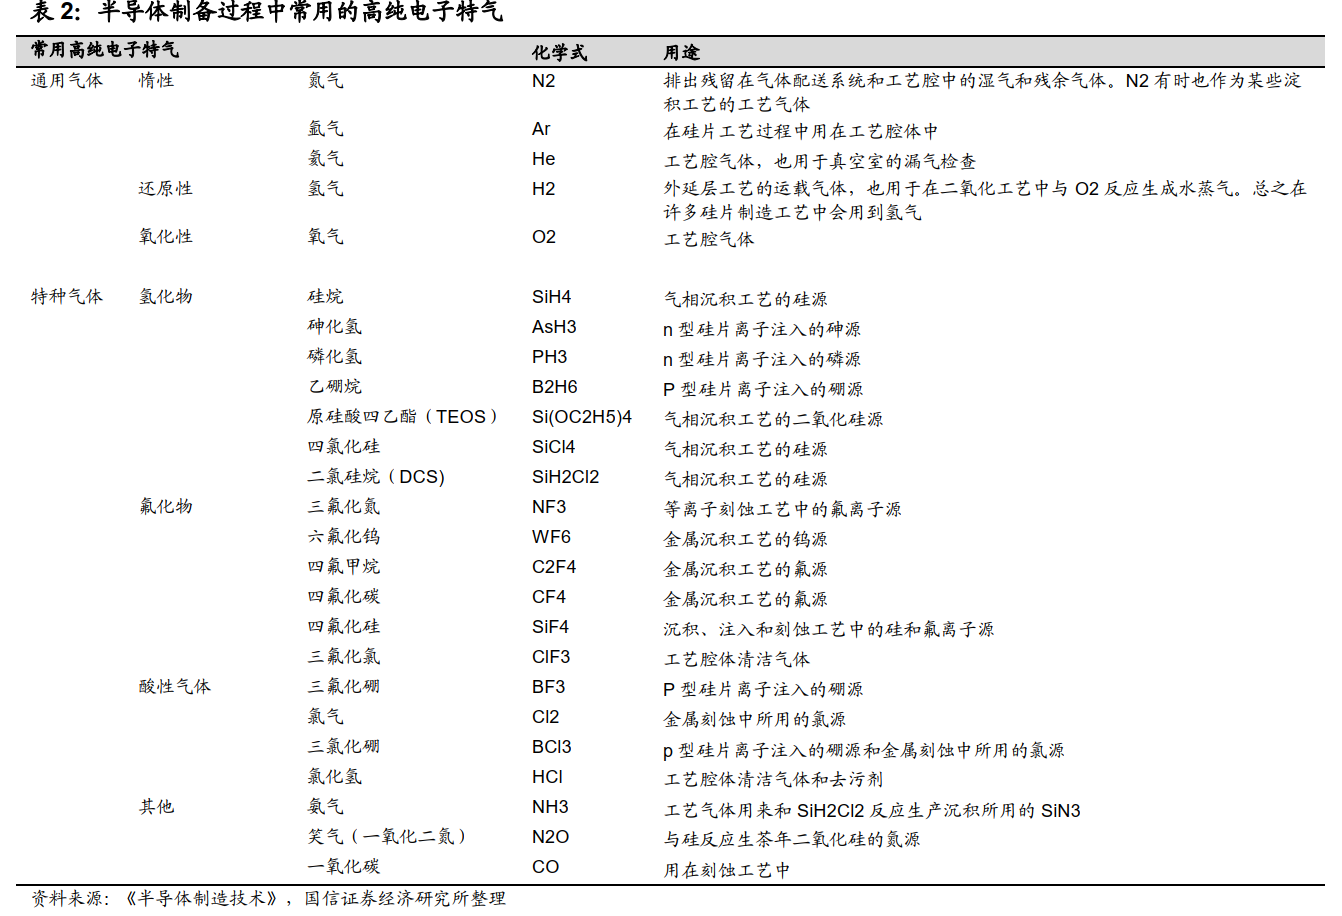 表 2：半导体制备过程中常用的高纯电子特气
常用高纯电子特气 化学式 用途
通用气体 惰性 氮气 N2 排出残留在气体配送系统和工艺腔中的湿气和残余气体。N2 有时也作为某些淀
积工艺的工艺气体
氩气 Ar 在硅片工艺过程中用在工艺腔体中
氦气 He 工艺腔气体，也用于真空室的漏气检查
还原性 氢气 H2 外延层工艺的运载气体，也用于在二氧化工艺中与 O2 反应生成水蒸气。总之在
许多硅片制造工艺中会用到氢气
氧化性 氧气 O2 工艺腔气体
特种气体 氢化物 硅烷 SiH4 气相沉积工艺的硅源
砷化氢 AsH3 n 型硅片离子注入的砷源
磷化氢 PH3 n 型硅片离子注入的磷源
乙硼烷 B2H6 P 型硅片离子注入的硼源
原硅酸四乙酯（TEOS） Si(OC2H5)4 气相沉积工艺的二氧化硅源
四氯化硅 SiCl4 气相沉积工艺的硅源
二氯硅烷（DCS) SiH2Cl2 气相沉积工艺的硅源
氟化物 三氟化氮 NF3 等离子刻蚀工艺中的氟离子源
六氟化钨 WF6 金属沉积工艺的钨源
四氟甲烷 C2F4 金属沉积工艺的氟源
四氟化碳 CF4 金属沉积工艺的氟源
四氟化硅 SiF4 沉积、注入和刻蚀工艺中的硅和氟离子源
三氟化氯 ClF3 工艺腔体清洁气体
酸性气体 三氟化硼 BF3 P 型硅片离子注入的硼源
氯气 Cl2 金属刻蚀中所用的氯源
三氯化硼 BCl3 p 型硅片离子注入的硼源和金属刻蚀中所用的氯源
氯化氢 HCl 工艺腔体清洁气体和去污剂
其他 氨气 NH3 工艺气体用来和 SiH2Cl2 反应生产沉积所用的 SiN3
笑气（一氧化二氮） N2O 与硅反应生茶年二氧化硅的氮源
一氧化碳 CO 用在刻蚀工艺中
资料来源：《半导体制造技术》，国信证券经济研究所整理